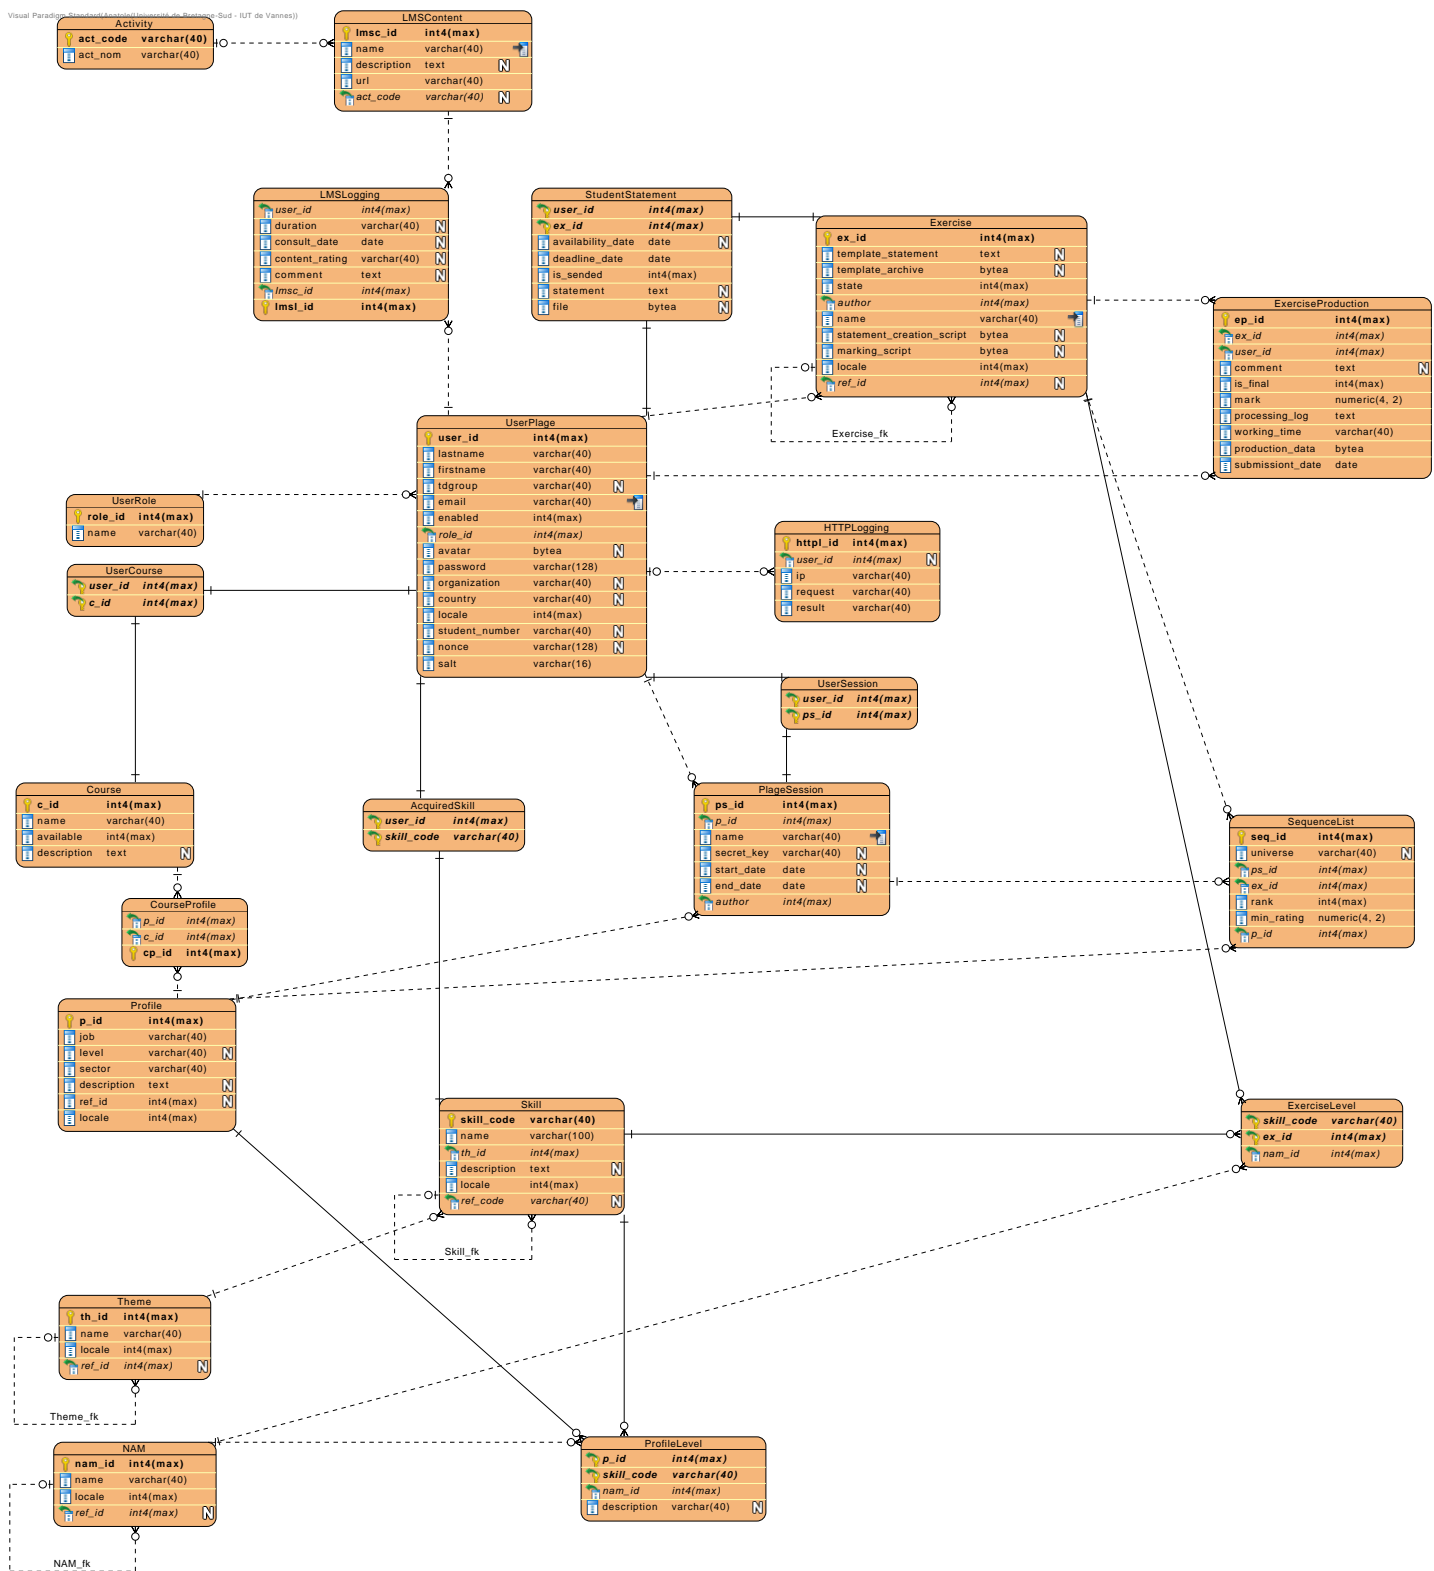 Visual Paradigm Standard(Anatole(Université de Bretagne-Sud - IUT de Vannes))
Activity
act_code varchar(40)
act_nom varchar(40)
LMSContent
lmsc_id int4(max)
name varchar(40)
description text N
url varchar(40)
act_code varchar(40) N
LMSLogging
user_id int4(max)
duration varchar(40) N
consult_date date N
content_rating varchar(40) N
comment text N
lmsc_id int4(max)
lmsl_id int4(max)
StudentStatement
user_id int4(max)
ex_id int4(max)
availability_date date N
deadline_date date
is_sended int4(max)
statement text N
file bytea N
Exercise
ex_id int4(max)
template_statement text N
template_archive bytea N
state int4(max)
author int4(max)
name varchar(40)
statement_creation_script bytea N
marking_script bytea N
locale int4(max)
ref_id int4(max) N
Exercise_fk
ExerciseProduction
ep_id int4(max)
ex_id int4(max)
user_id int4(max)
comment text N
is_final int4(max)
mark numeric(4, 2)
processing_log text
working_time varchar(40)
production_data bytea
submissiont_date date
UserPlage
user_id int4(max)
lastname varchar(40)
firstname varchar(40)
tdgroup varchar(40) N
email varchar(40)
enabled int4(max)
role_id int4(max)
avatar bytea N
password varchar(128)
organization varchar(40) N
country varchar(40) N
locale int4(max)
student_number varchar(40) N
nonce varchar(128) N
salt varchar(16)
UserRole
role_id int4(max)
name varchar(40)
UserCourse
user_id int4(max)
c_id int4(max)
HTTPLogging
httpl_id int4(max)
user_id int4(max) N
ip varchar(40)
request varchar(40)
result varchar(40)
UserSession
user_id int4(max)
ps_id int4(max)
Course
c_id int4(max)
name varchar(40)
available int4(max)
description text N
AcquiredSkill
user_id int4(max)
skill_code varchar(40)
PlageSession
ps_id int4(max)
p_id int4(max)
name varchar(40)
secret_key varchar(40) N
start_date date N
end_date date N
author int4(max)
SequenceList
seq_id int4(max)
universe varchar(40) N
ps_id int4(max)
ex_id int4(max)
rank int4(max)
min_rating numeric(4, 2)
p_id int4(max)
CourseProfile
p_id int4(max)
c_id int4(max)
cp_id int4(max)
Profile
p_id int4(max)
job varchar(40)
level varchar(40) N
sector varchar(40)
description text N
ref_id int4(max) N
locale int4(max)
Skill
skill_code varchar(40)
name varchar(100)
th_id int4(max)
description text N
locale int4(max)
ref_code varchar(40) N
Skill_fk
ExerciseLevel
skill_code varchar(40)
ex_id int4(max)
nam_id int4(max)
Theme
th_id int4(max)
name varchar(40)
locale int4(max)
ref_id int4(max) N
Theme_fk
NAM
nam_id int4(max)
name varchar(40)
locale int4(max)
ref_id int4(max) N
NAM_fk
ProfileLevel
p_id int4(max)
skill_code varchar(40)
nam_id int4(max)
description varchar(40) N